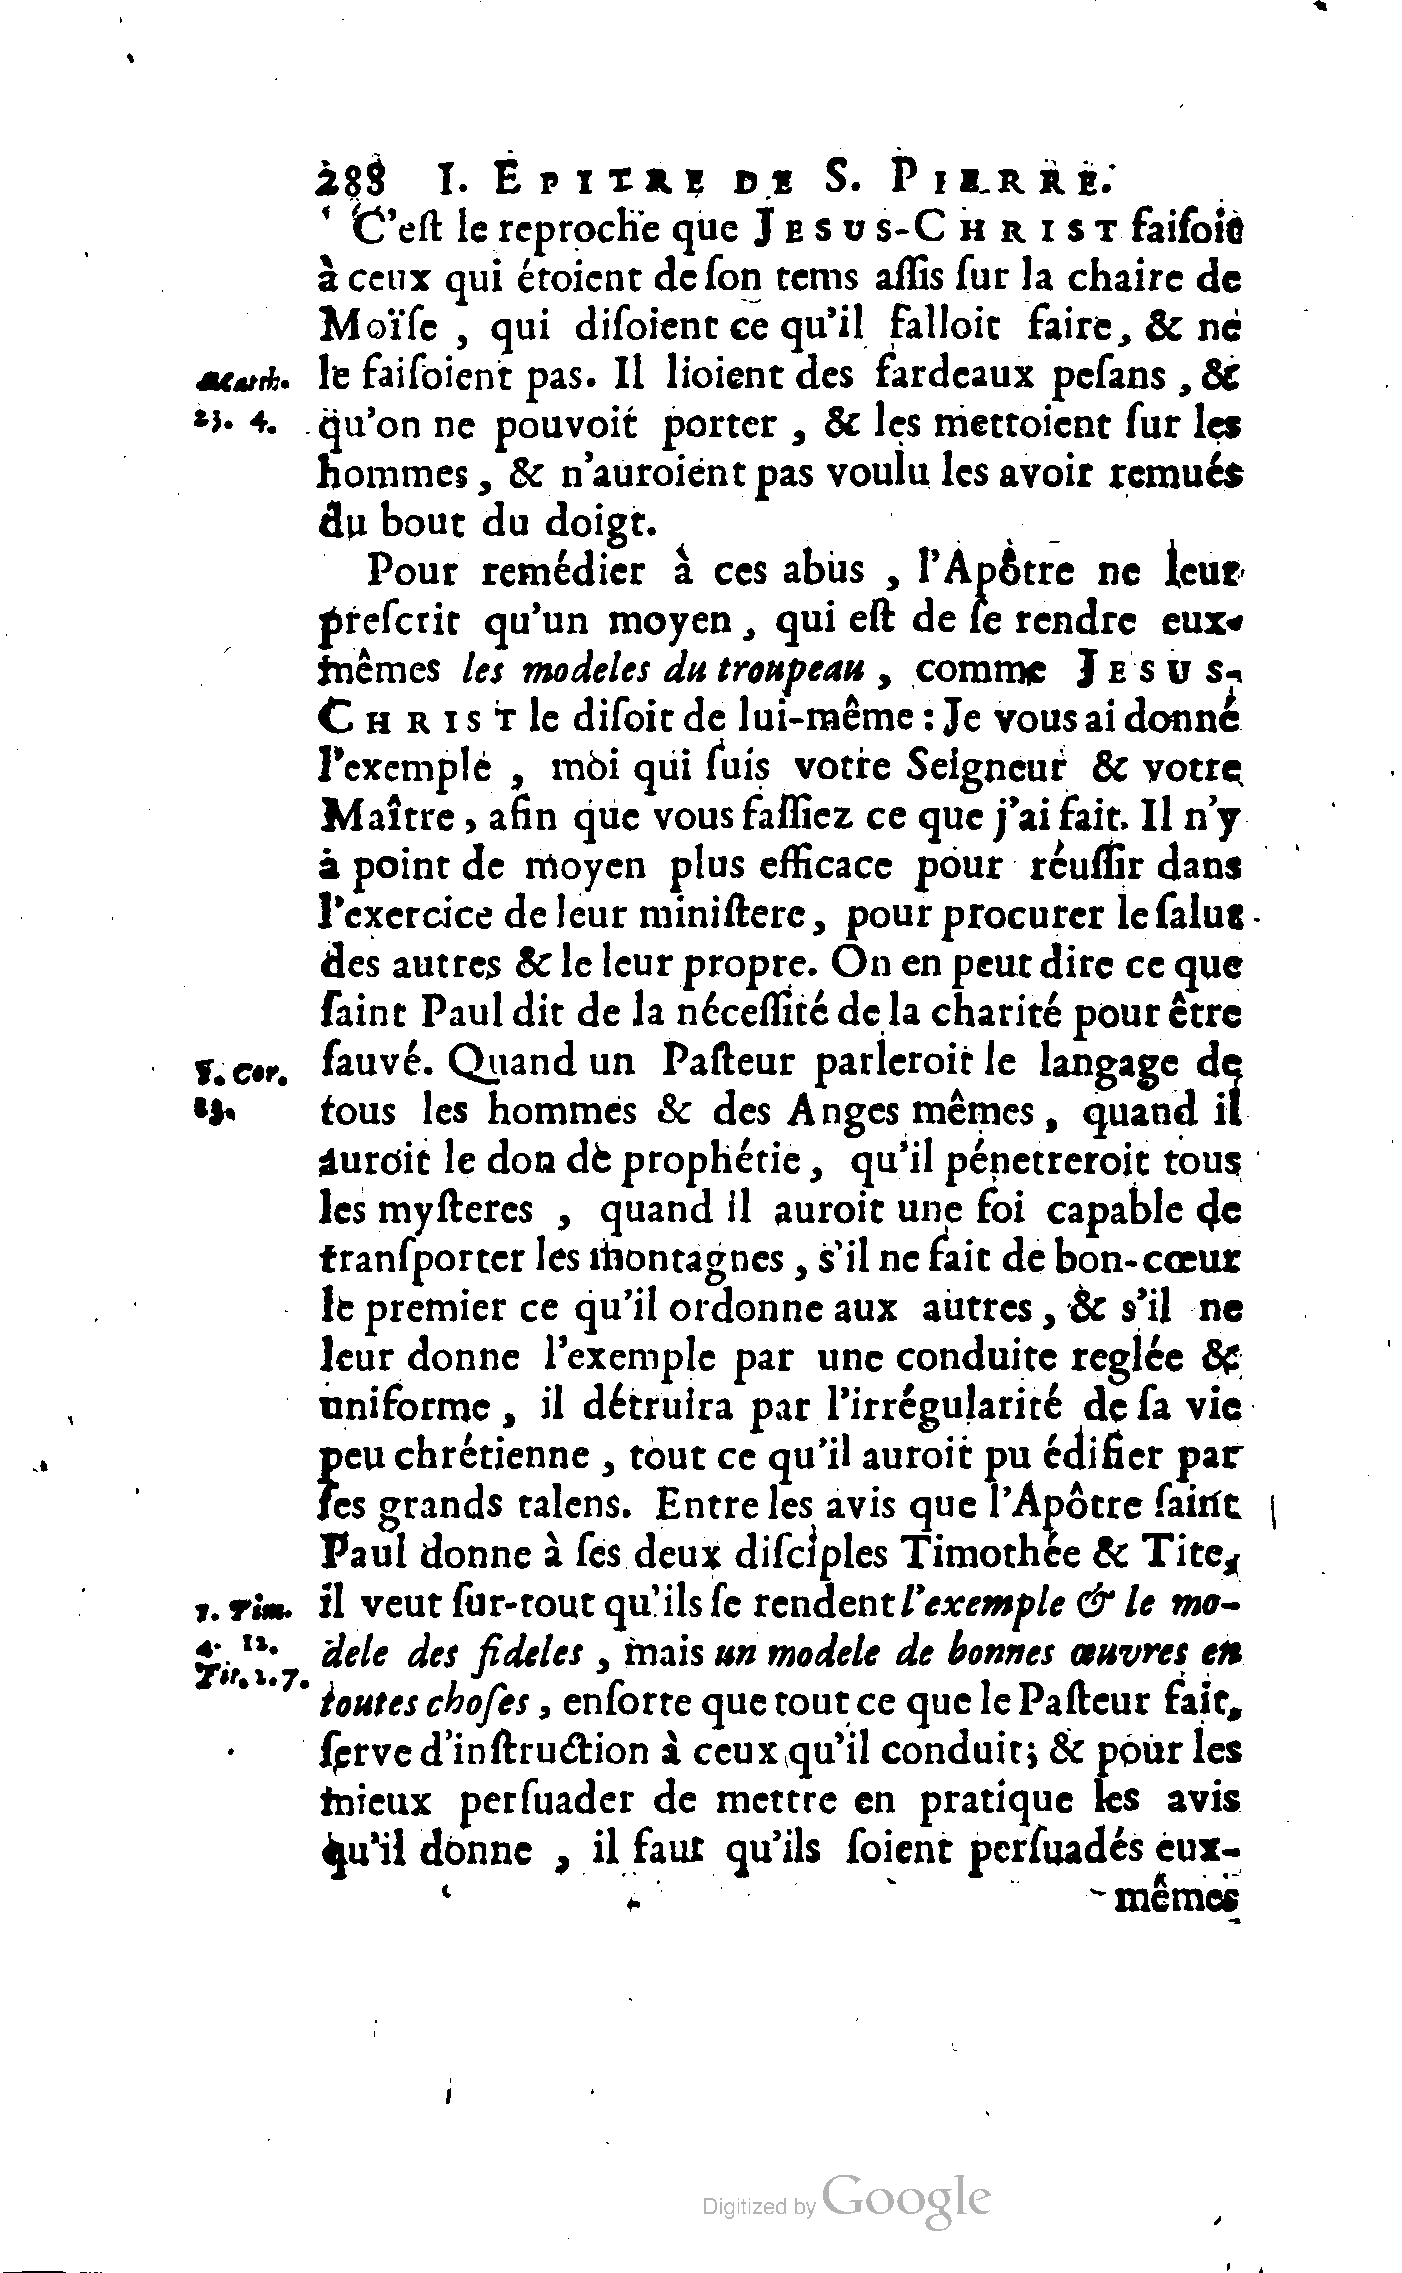 288 I. EPITRE DE S. PIERRE.
C'eſt le reproche que JESUS-CHRIST faiſoit
à ceux qui étoient de ſon tems aſſis ſur la chaire de
Moïſe , qui diſoient ce qu'il falloit faire, & ne
Matth. le faiſoient pas. Il lioient des fardeaux peſans , &
23. 4. qu'on ne pouvoit porter , & les mettoient ſur les
hommes , & n'auroient pas voulu les avoir remués
du bout du doigt.
Pour remédier à ces abus , l'Apôtre ne leur
preſcrit qu'un moyen , qui eſt de ſe rendre eux-
mêmes les modeles du troupeau , comme JESUS-
CHRIST le diſoit de lui-même : Je vous ai donné
l'exemple , moi qui ſuis votre Seigneur & votre
Maître , afin que vous faſſiez ce que j'ai fait. Il n'y
a point de moyen plus efficace pour réuſſir dans
l'exercice de leur miniſtere, pour procurer le ſalut
des autres & le leur propre. On en peut dire ce que
ſaint Paul dit de la néceſſité de la charité pour être
1. Cor. ſauvé. Quand un Paſteur parleroit le langage de
13. tous les hommes & des Anges mêmes , quand il
auroit le don de prophétie , qu'il pénetreroit tous
les myſteres , quand il auroit une foi capable de
tranſporter les montagnes , s'il ne fait de bon-cœur
le premier ce qu'il ordonne aux autres , & s'il ne
leur donne l'exemple par une conduite reglée &
uniforme , il détruira par l'irrégularité de ſa vie
peu chrétienne , tout ce qu'il auroit pu édifier par
ſes grands talens. Entre les avis que l'Apôtre ſaint
Paul donne à ſes deux diſciples Timothée & Tite,
1. Tim. il veut ſur-tout qu'ils ſe rendent l'exemple & le mo-
4. 12. dele des fideles , mais un modele de bonnes œuvres en
Tit. 2. 7. toutes choſes , enſorte que tout ce que le Paſteur fait,
ſerve d'inſtruction à ceux qu'il conduit; & pour les
mieux perſuader de mettre en pratique les avis
qu'il donne , il faut qu'ils ſoient perſuadés eux-
mêmes
Digitized by Google